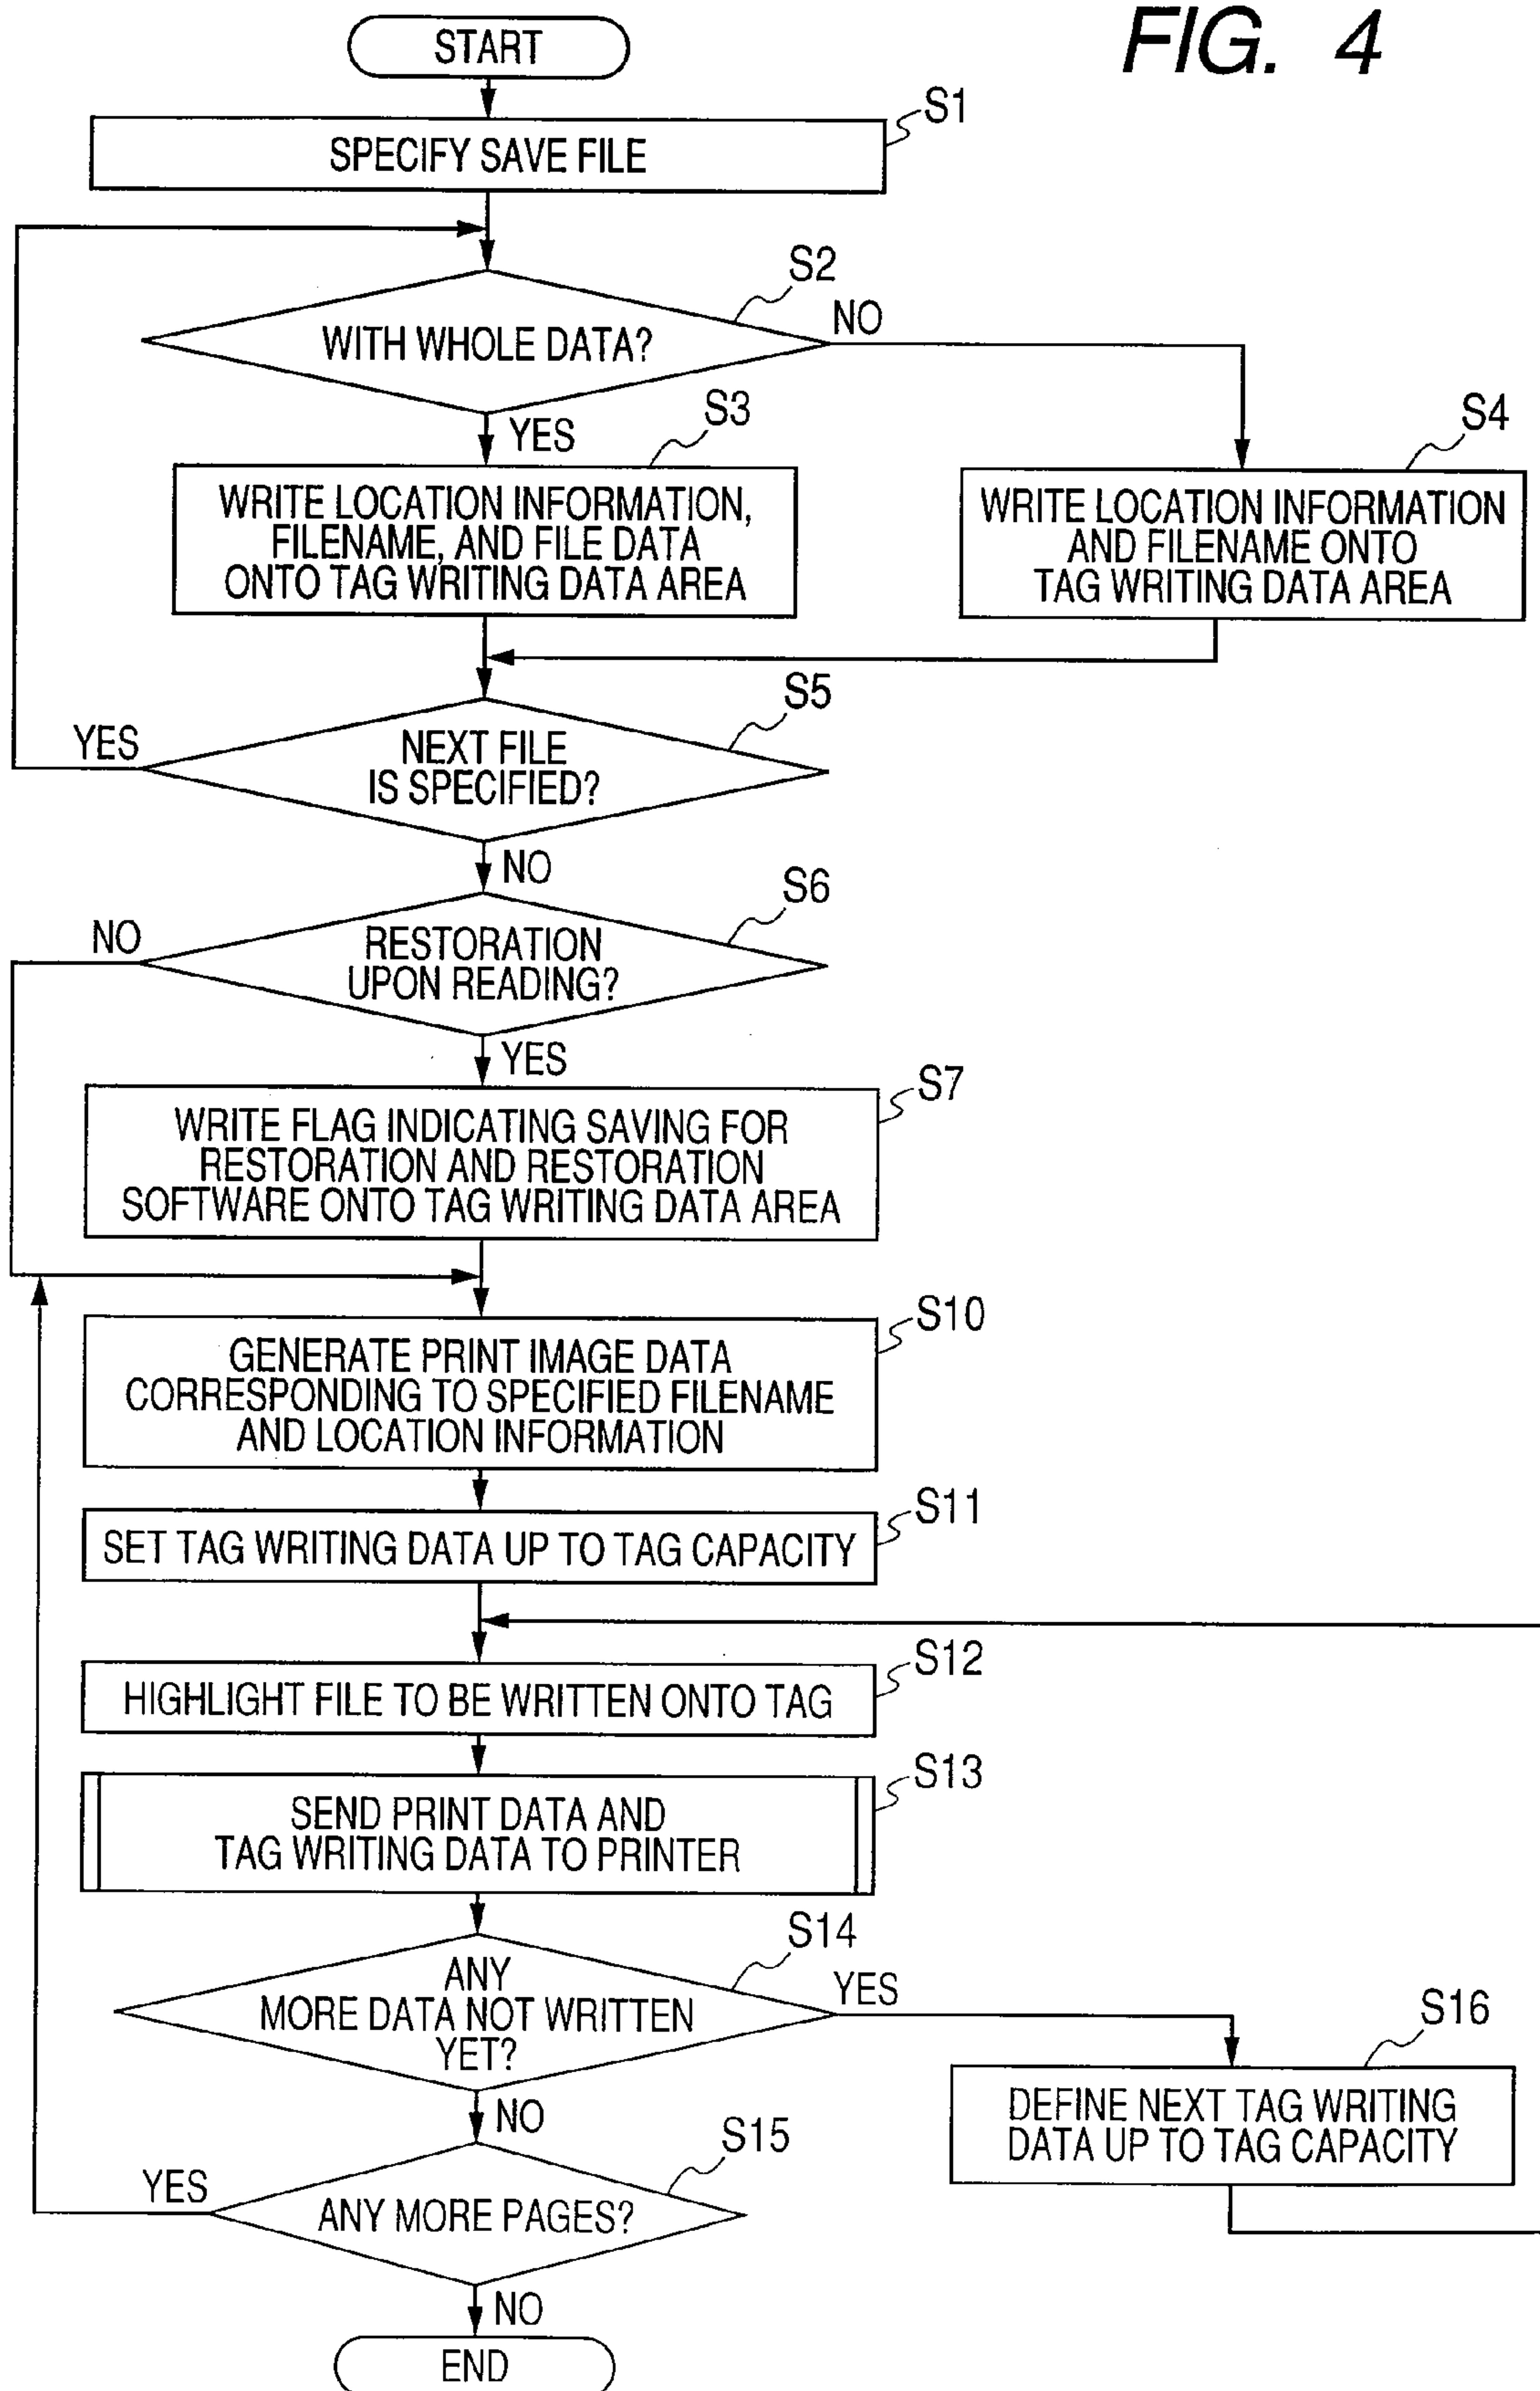 FIG. 4
START
S1
SPECIFY SAVE FILE
S2
WITH WHOLE DATA?
NO
YES
S3
WRITE LOCATION INFORMATION,
FILENAME, AND FILE DATA
ONTO TAG WRITING DATA AREA
S4
WRITE LOCATION INFORMATION
AND FILENAME ONTO
TAG WRITING DATA AREA
S5
YES
NEXT FILE
IS SPECIFIED?
NO
S6
NO
RESTORATION
UPON READING?
YES
S7
WRITE FLAG INDICATING SAVING FOR
RESTORATION AND RESTORATION
SOFTWARE ONTO TAG WRITING DATA AREA
S10
GENERATE PRINT IMAGE DATA
CORRESPONDING TO SPECIFIED FILENAME
AND LOCATION INFORMATION
S11
SET TAG WRITING DATA UP TO TAG CAPACITY
S12
HIGHLIGHT FILE TO BE WRITTEN ONTO TAG
S13
SEND PRINT DATA AND
TAG WRITING DATA TO PRINTER
S14
ANY
MORE DATA NOT WRITTEN
YET?
YES
NO
S16
DEFINE NEXT TAG WRITING
DATA UP TO TAG CAPACITY
S15
YES
ANY MORE PAGES?
NO
END